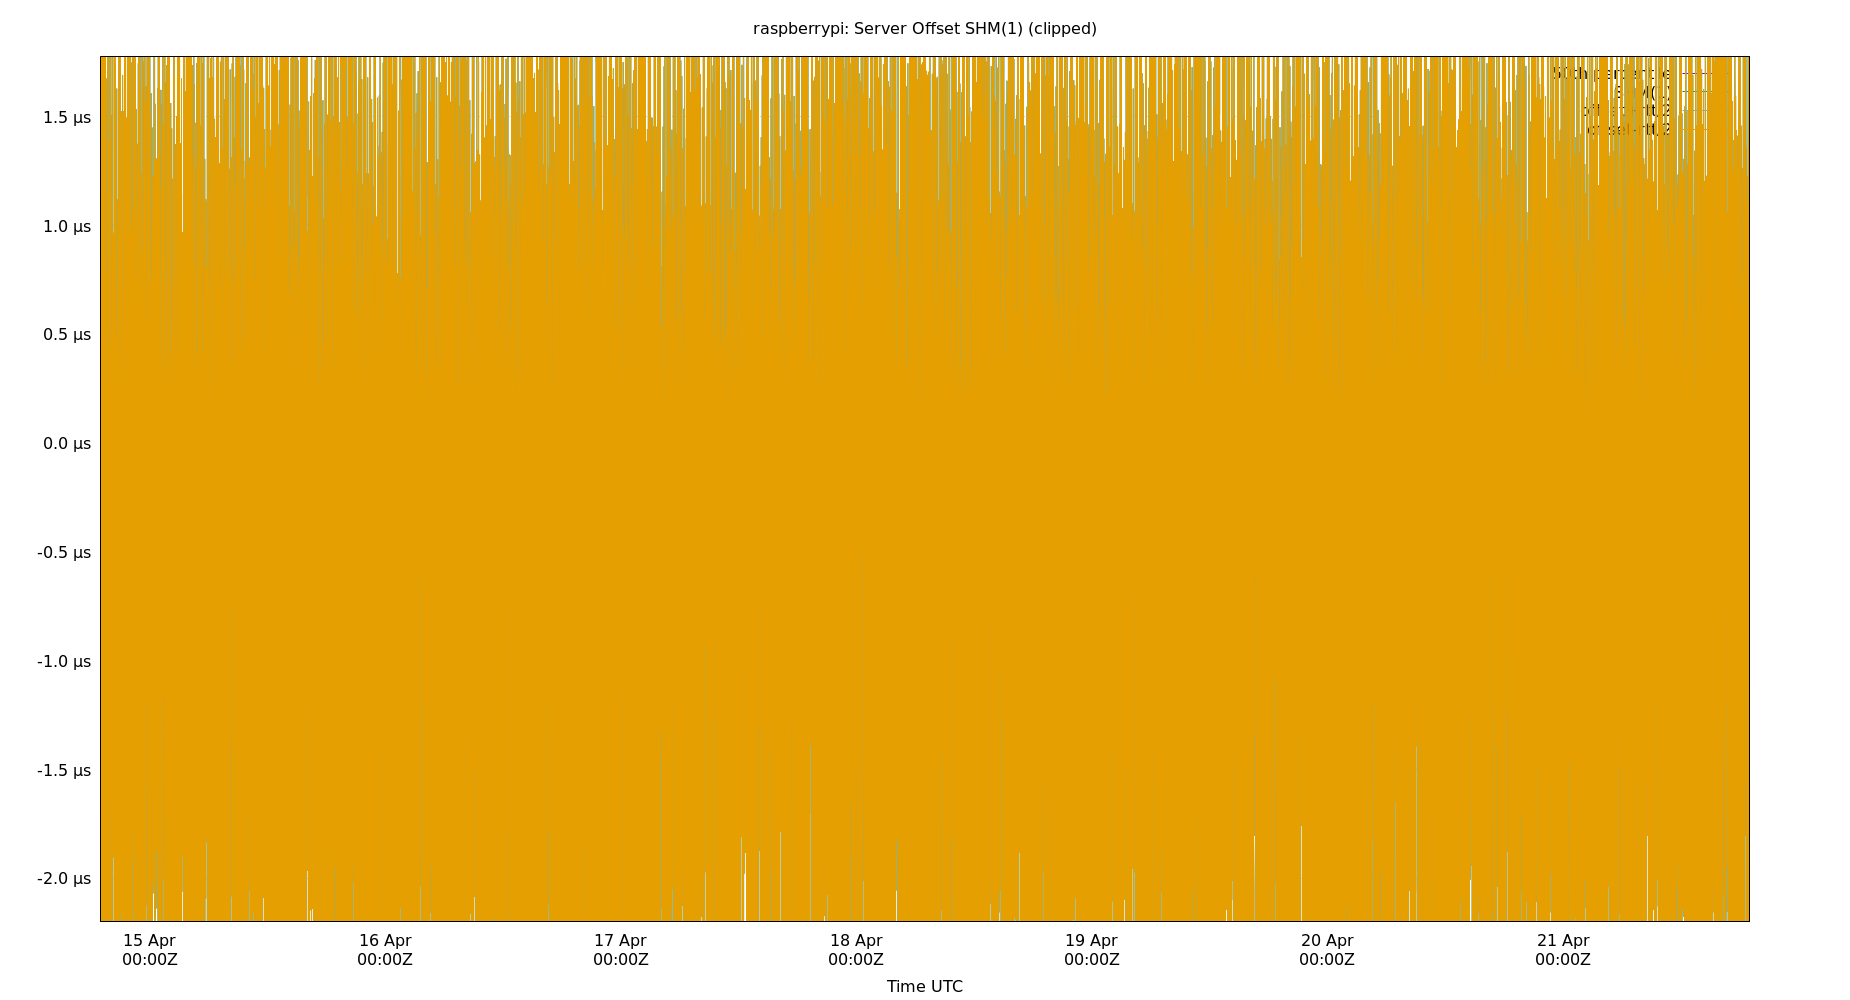 raspberrypi: Server Offset SHM(1) (clipped)
1.5 µs
1.0 µs
0.5 µs
0.0 µs
-0.5 µs
-1.0 µs
-1.5 µs
-2.0 µs
15 Apr 16 Apr 17 Apr 18 Apr 19 Apr 20 Apr 21 Apr
00:00Z 00:00Z 00:00Z 00:00Z 00:00Z 00:00Z 00:00Z
Time UTC